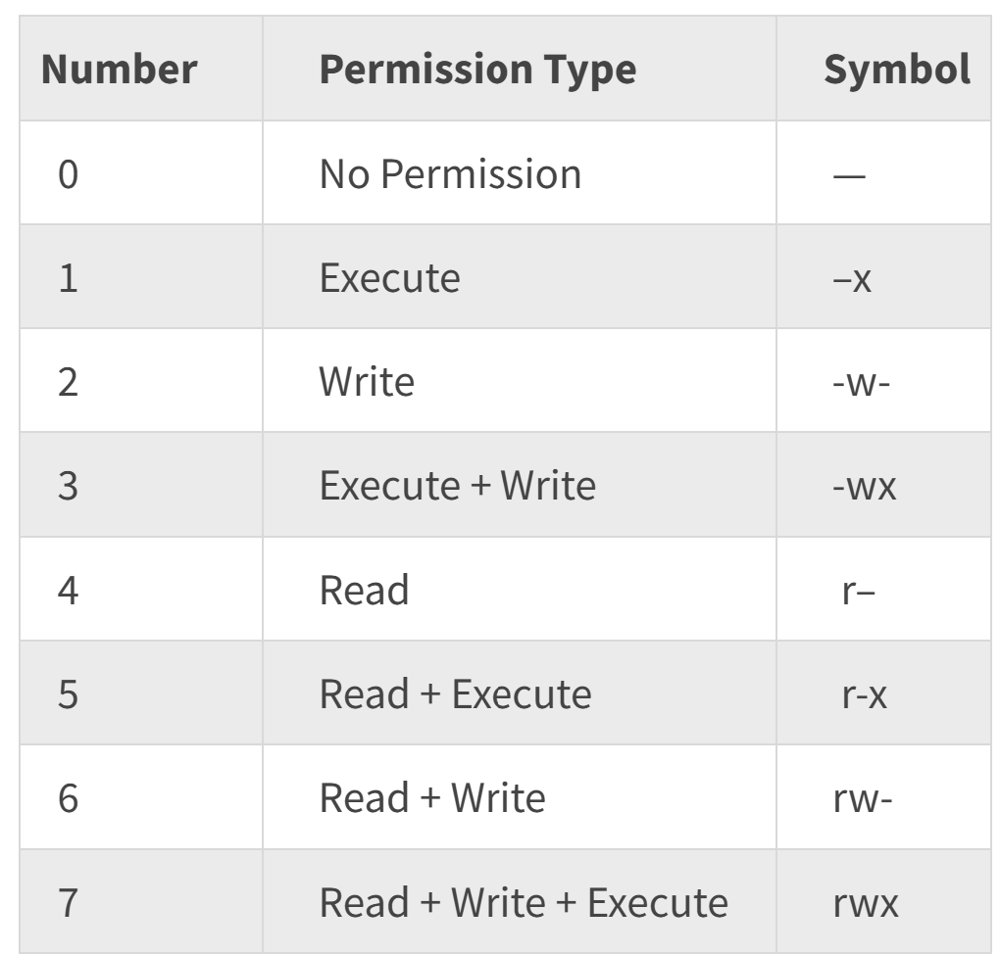 Number Permission Type Symbol
0 No Permission —
1 Execute –x
2 Write -w-
3 Execute + Write -wx
4 Read r–
5 Read + Execute r-x
6 Read + Write rw-
7 Read + Write + Execute rwx